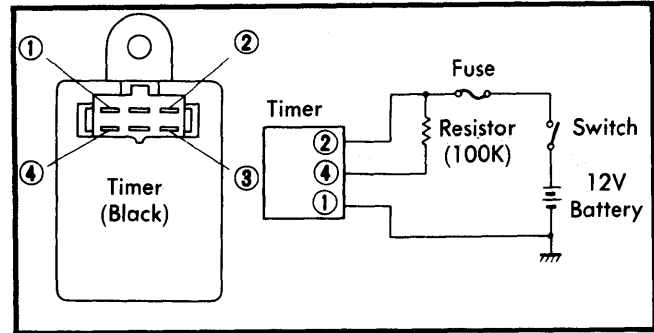 ① ②
④ ③
Timer
(Black)
Timer
②
④
①
Fuse
Resistor
(100K)
Switch
12V
Battery